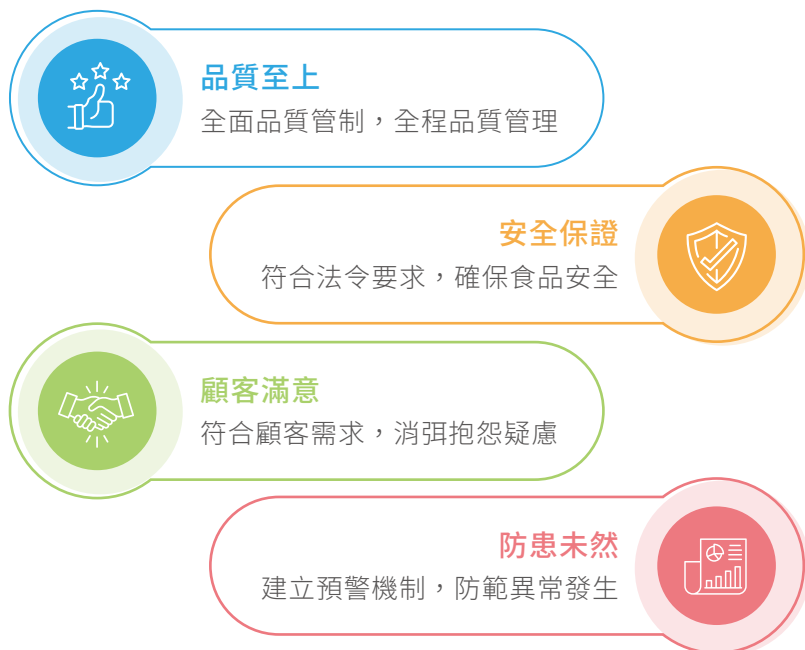 品質至上
全面品質管制，全程品質管理
安全保證
符合法令要求，確保食品安全
顧客滿意
符合顧客需求，消弭抱怨疑慮
防患未然
建立預警機制，防範異常發生